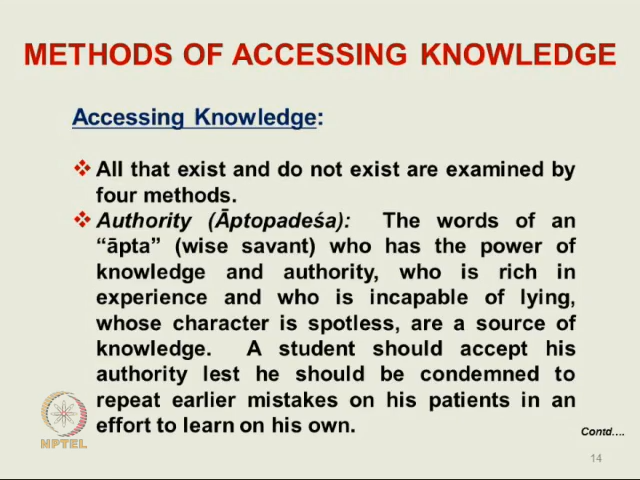 METHODS OF ACCESSING KNOWLEDGE
Accessing Knowledge:
❖ All that exist and do not exist are examined by
four methods.
❖ Authority (Āptopadeśa): The words of an
“āpta” (wise savant) who has the power of
knowledge and authority, who is rich in
experience and who is incapable of lying,
whose character is spotless, are a source of
knowledge. A student should accept his
authority lest he should be condemned to
repeat earlier mistakes on his patients in an
effort to learn on his own.
Contd....
NPTEL
14